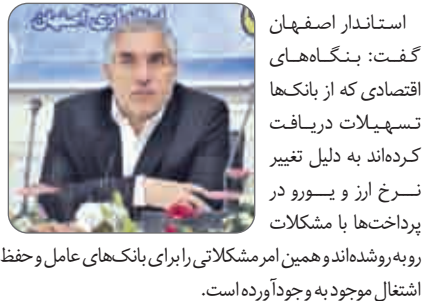 استانداری اصفهان
استاندار اصفهان
گفت: بنگاه‌های
اقتصادی که از بانک‌ها
تسهیلات دریافت
کرده‌اند به دلیل تغییر
نرخ ارز و یورو در
پرداخت‌ها با مشکلات
روبه‌رو شده‌اند و همین امر مشکلاتی را برای بانک‌های عامل و حفظ
اشتغال موجود به وجود آورده است.